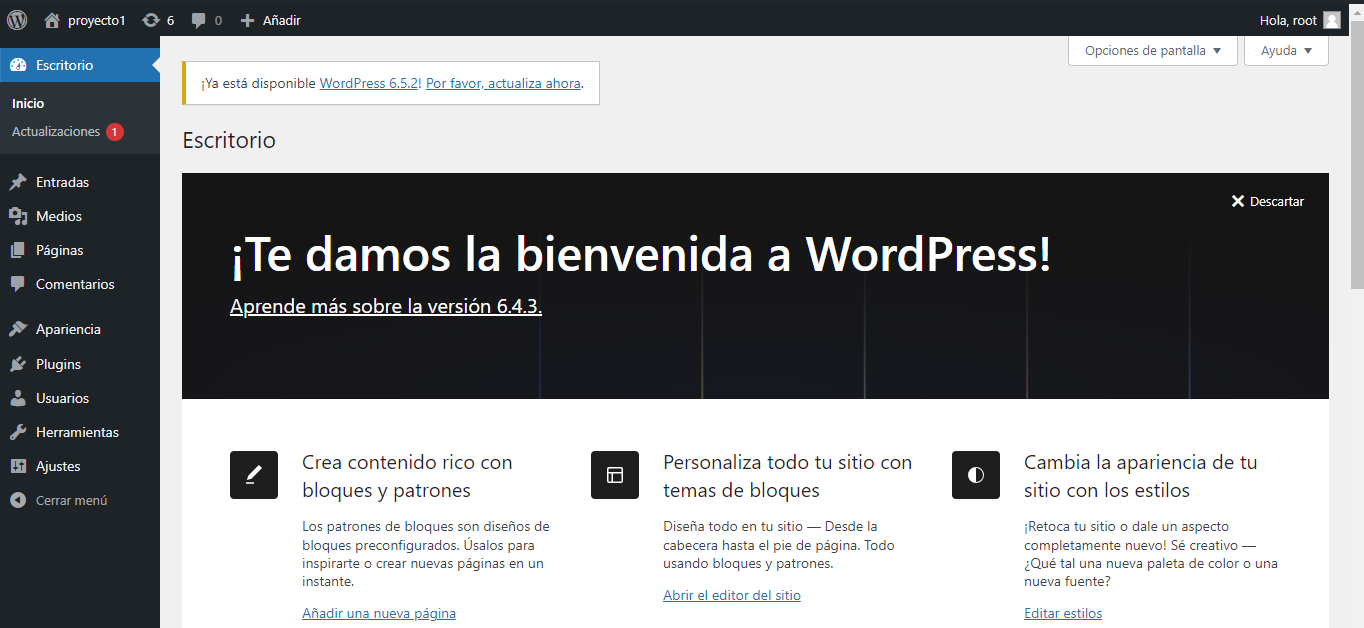 proyecto1 6 0 Añadir Hola, root
Opciones de pantalla Ayuda
Escritorio
Inicio
Actualizaciones 1
Entradas
Medios
Páginas
Comentarios
Apariencia
Plugins
Usuarios
Herramientas
Ajustes
Cerrar menú
¡Ya está disponible WordPress 6.5.2! Por favor, actualiza ahora.
Escritorio
Descartar
¡Te damos la bienvenida a WordPress!
Aprende más sobre la versión 6.4.3.
Crea contenido rico con
bloques y patrones
Los patrones de bloques son diseños de
bloques preconfigurados. Úsalos para
inspirarte o crear nuevas páginas en un
instante.
Añadir una nueva página
Personaliza todo tu sitio con
temas de bloques
Diseña todo en tu sitio — Desde la
cabecera hasta el pie de página. Todo
usando bloques y patrones.
Abrir el editor del sitio
Cambia la apariencia de tu
sitio con los estilos
¡Retoca tu sitio o dale un aspecto
completamente nuevo! Sé creativo —
¿Qué tal una nueva paleta de color o una
nueva fuente?
Editar estilos